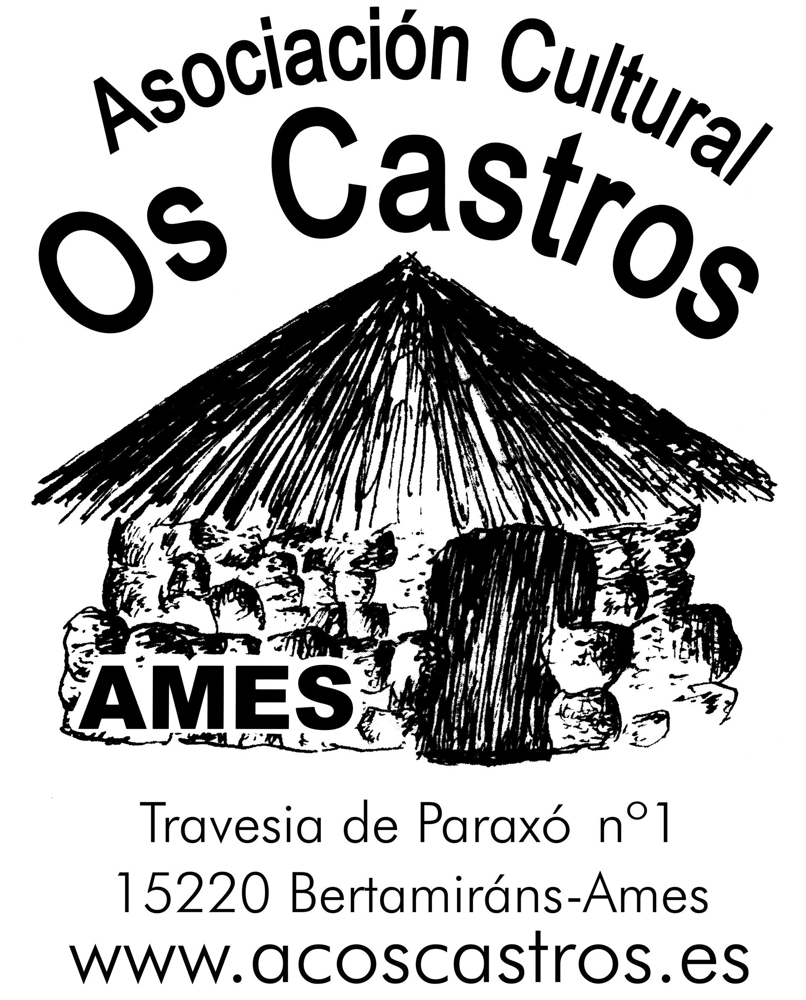 Asociación Cultural
Os Castros
AMES
Travesia de Paraxó nº1
15220 Bertamiráns-Ames
www.acoscastros.es